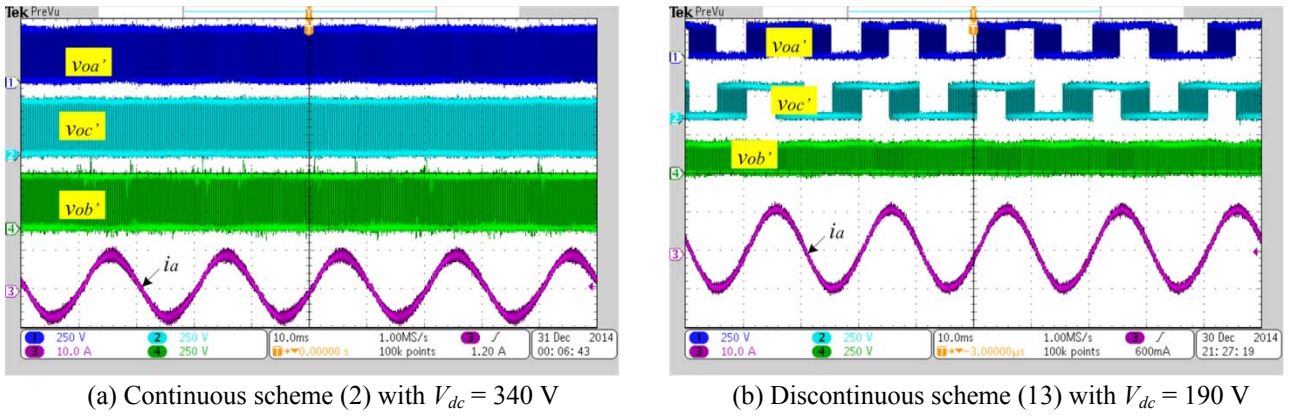 Tek PreVu
T
voa’
1
voc’
2
vob’
4
ia
3
1 250 V 2 250 V 10.0ms 1.00MS/s 3 31 Dec 2014
3 10.0 A 4 250 V T 0.00000 s 100k points 1.20 A 00:06:43
(a) Continuous scheme (2) with Vdc = 340 V
Tek PreVu
T
voa’
1
voc’
2
vob’
4
ia
3
1 250 V 2 250 V 10.0ms 1.00MS/s 3 30 Dec 2014
3 10.0 A 4 250 V T -3.00000µs 100k points 600mA 21:27:19
(b) Discontinuous scheme (13) with Vdc = 190 V